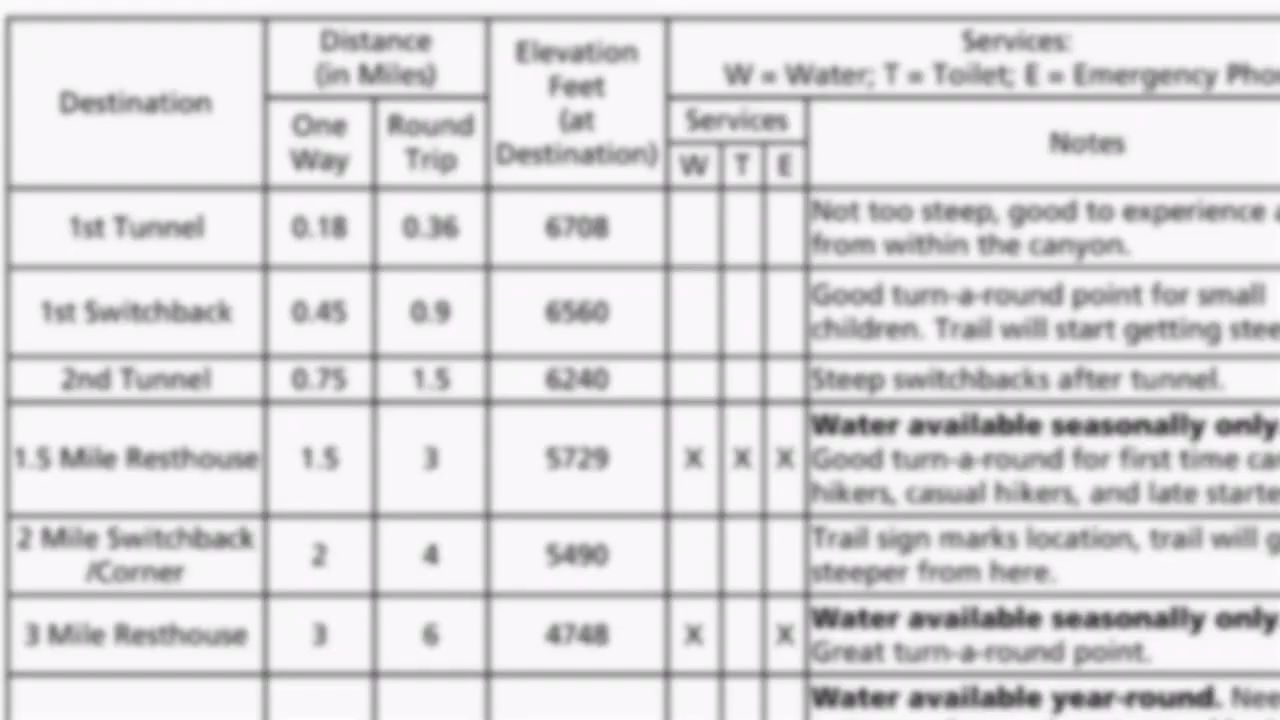 Destination
Distance
(in Miles)
One
Way
Round
Trip
Elevation
Feet
(at
Destination)
Services:
W = Water; T = Toilet; E = Emergency Pho
Services
W T E
Notes
1st Tunnel 0.18 0.36 6708
Not too steep, good to experience
from within the canyon.
1st Switchback 0.45 0.9 6560
Good turn-a-round point for small
children. Trail will start getting stee
2nd Tunnel 0.75 1.5 6240 Steep switchbacks after tunnel.
1.5 Mile Resthouse 1.5 3 5729 X X X
Water available seasonally only
Good turn-a-round for first time ca
hikers, casual hikers, and late starte
2 Mile Switchback
/Corner
2 4 5490
Trail sign marks location, trail will g
steeper from here.
3 Mile Resthouse 3 6 4748 X X
Water available seasonally only
Great turn-a-round point.
Water available year-round. Nee